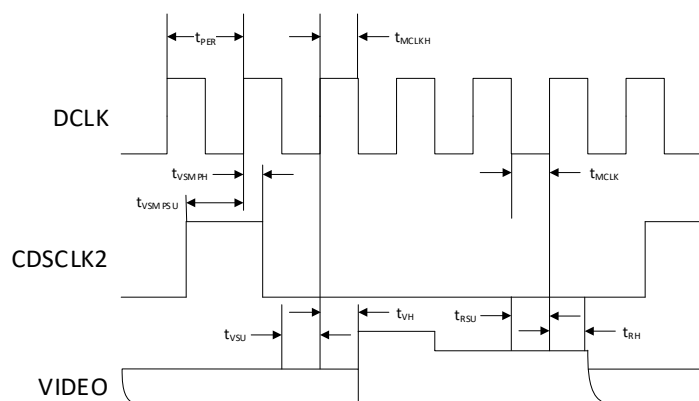 tPER
tMCLKH
DCLK
tVSMPH
tMCLK
tVSMPSU
CDSCLK2
tVH
tRSU
tVSU
tRH
VIDEO